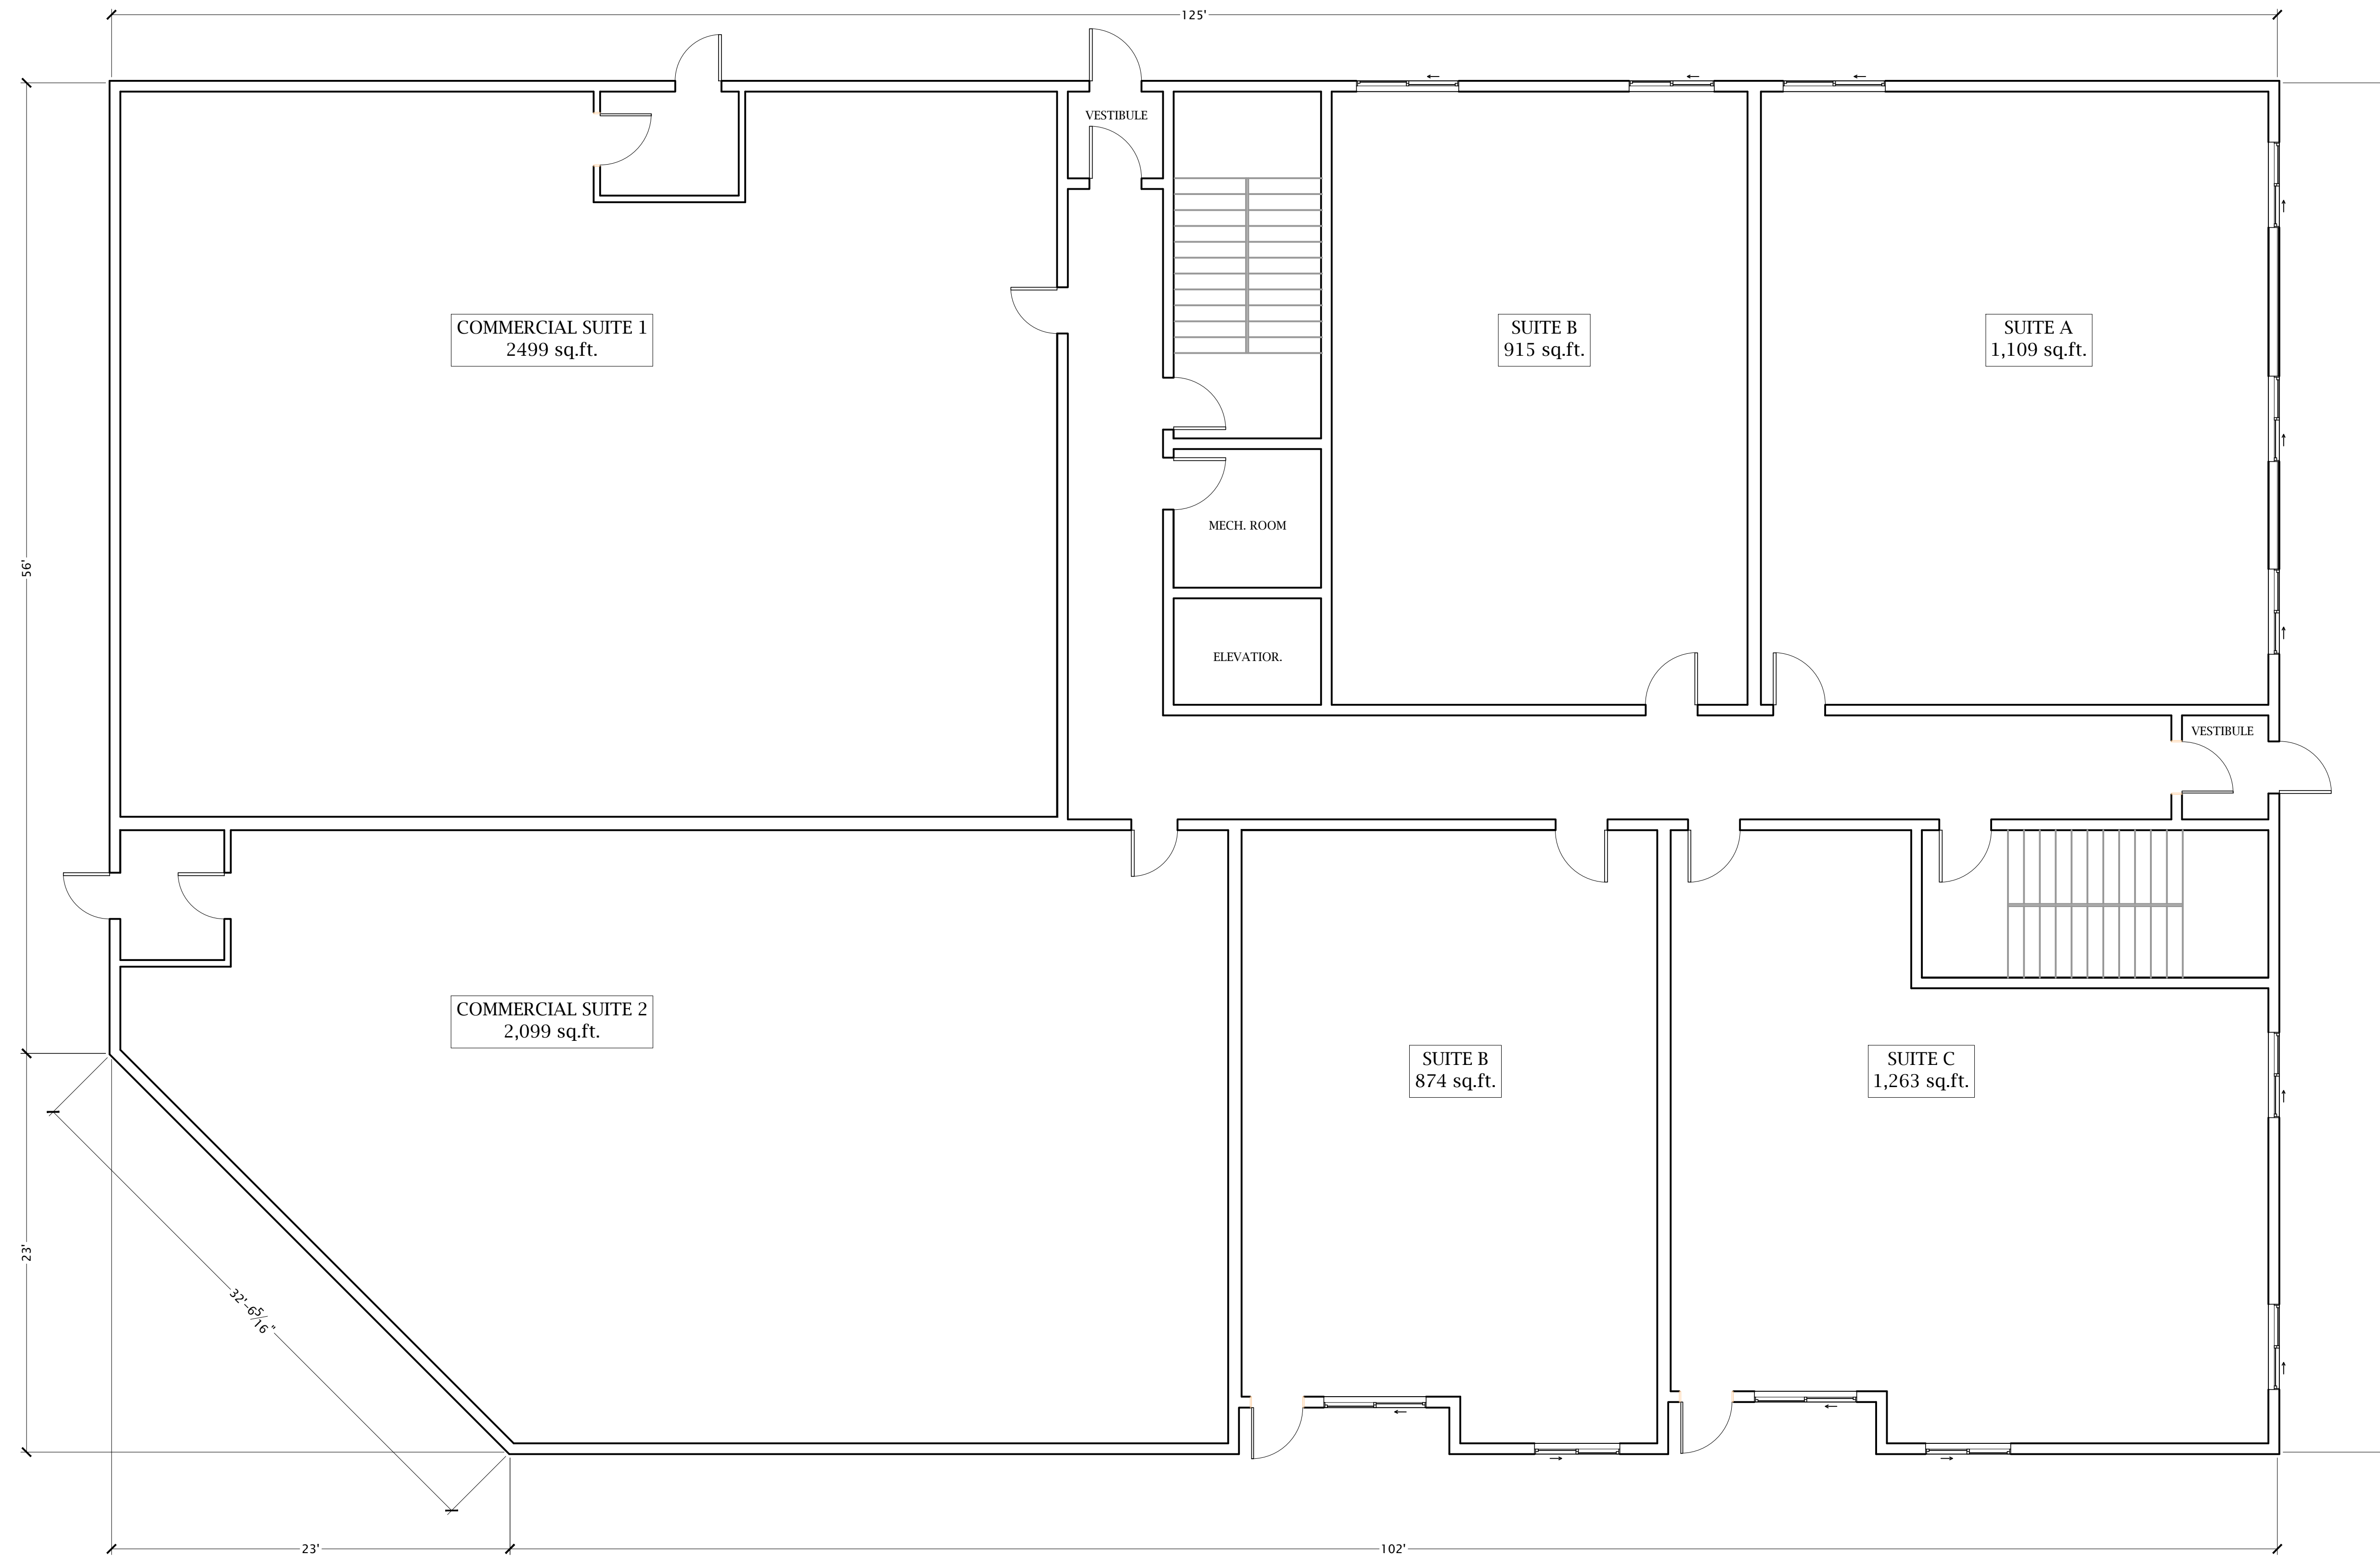 125'
VESTIBULE
COMMERCIAL SUITE 1
2499 sq.ft.
SUITE B
915 sq.ft.
SUITE A
1,109 sq.ft.
MECH. ROOM
56'
ELEVATIOR.
VESTIBULE
COMMERCIAL SUITE 2
2,099 sq.ft.
SUITE B
874 sq.ft.
SUITE C
1,263 sq.ft.
23'
32'-6 5/16"
23'
102'